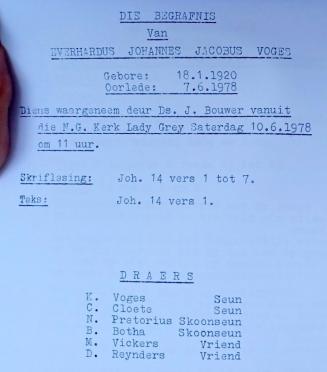 DIE BEGRAFNIS
Van
EVERHARDUS JOHANNES JACOBUS VOGES
Gebore: 18.1.1920
Oorlede: 7.6.1978
Diens waargeneem deur Ds. J. Bouwer vanuit
die N.G. Kerk Lady Grey Saterdag 10.6.1978
om 11 uur.
Skriflesing: Joh. 14 vers 1 tot 7.
Teks: Joh. 14 vers 1.
DRAERS
K. Voges Seun
C. Cloete Seun
N. Pretorius Skoonseun
B. Botha Skoonseun
M. Vickers Vriend
D. Reynders Vriend